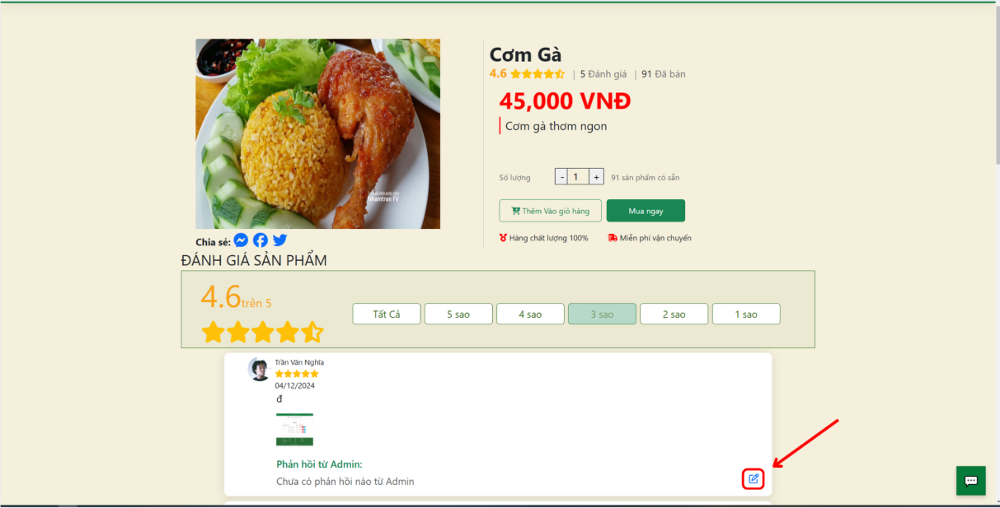 Cơm Gà
4.6 | 5 Đánh giá | 91 Đã bán
45,000 VNĐ
Cơm gà thơm ngon
Số lượng - 1 + 91 sản phẩm có sẵn
Thêm Vào giỏ hàng Mua ngay
Hàng chất lượng 100% Miễn phí vận chuyển
Nhamtran FV
Chia sẻ:
ĐÁNH GIÁ SẢN PHẨM
4.6 trên 5
Tất Cả 5 sao 4 sao 3 sao 2 sao 1 sao
Trần Văn Nghĩa
04/12/2024
đ
Phản hồi từ Admin:
Chưa có phản hồi nào từ Admin